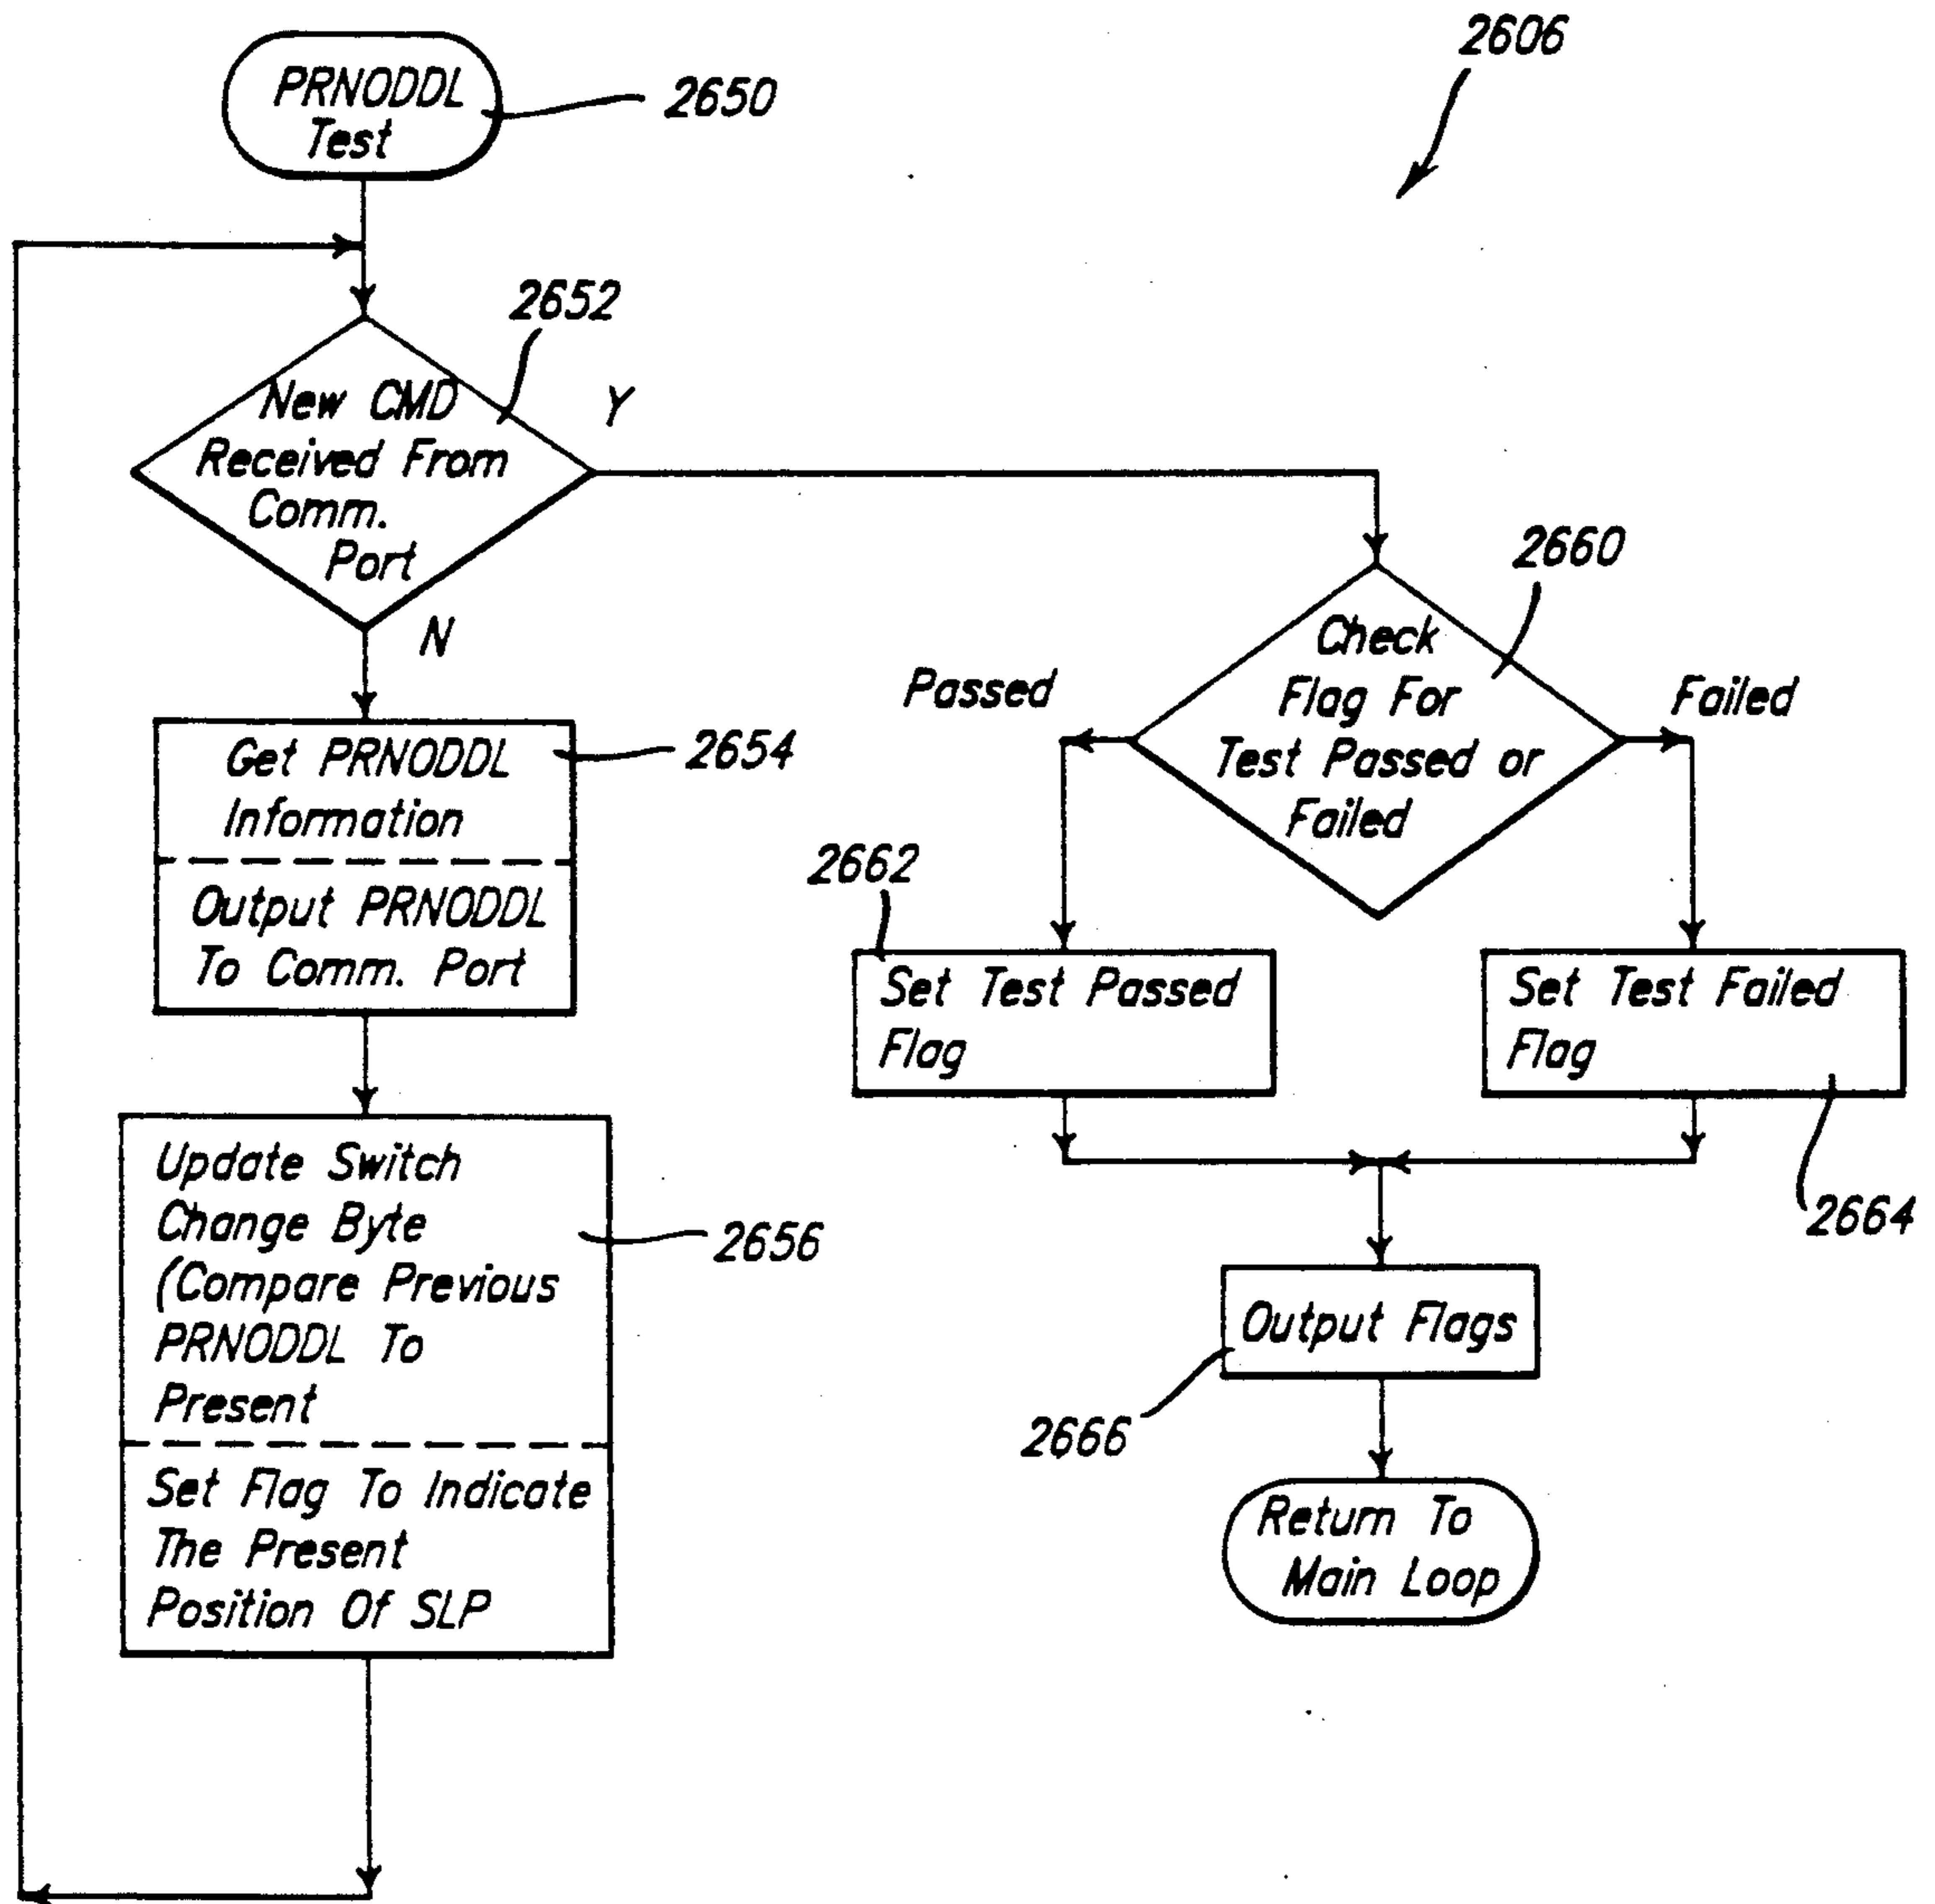 2606
PRNODDL
Test
2650
2652
New CMD
Received From
Comm.
Port
Y
N
Get PRNODDL
Information
2654
Output PRNODDL
To Comm. Port
Update Switch
Change Byte
(Compare Previous
PRNODDL To
Present
2656
Set Flag To Indicate
The Present
Position Of SLP
2660
Check
Flag For
Test Passed or
Failed
Passed
Failed
2662
Set Test Passed
Flag
Set Test Failed
Flag
2664
Output Flags
2666
Return To
Main Loop